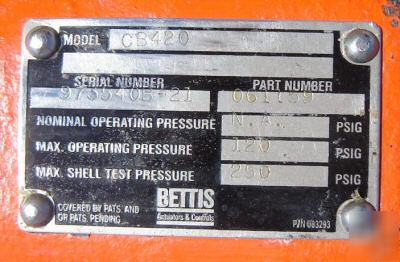 MODEL CB420
SERIAL NUMBER PART NUMBER
NOMINAL OPERATING PRESSURE N.A. PSIG
MAX. OPERATING PRESSURE 120 PSIG
MAX. SHELL TEST PRESSURE 250 PSIG
BETTIS
Actuators & Controls
COVERED BY PATS AND
OR PATS PENDING
P/N 083293